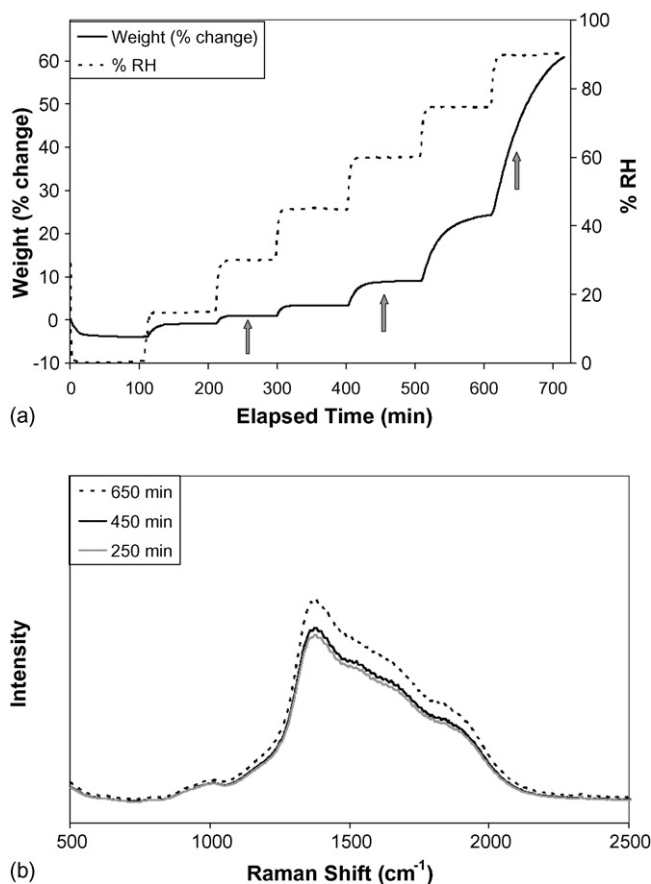 Weight (% change)
% RH
60
50
40
30
20
10
0
-10
Weight (% change)
100
80
60
40
20
0
% RH
0 100 200 300 400 500 600 700
Elapsed Time (min)
(a)
650 min
450 min
250 min
Intensity
500 1000 1500 2000 2500
Raman Shift (cm⁻¹)
(b)